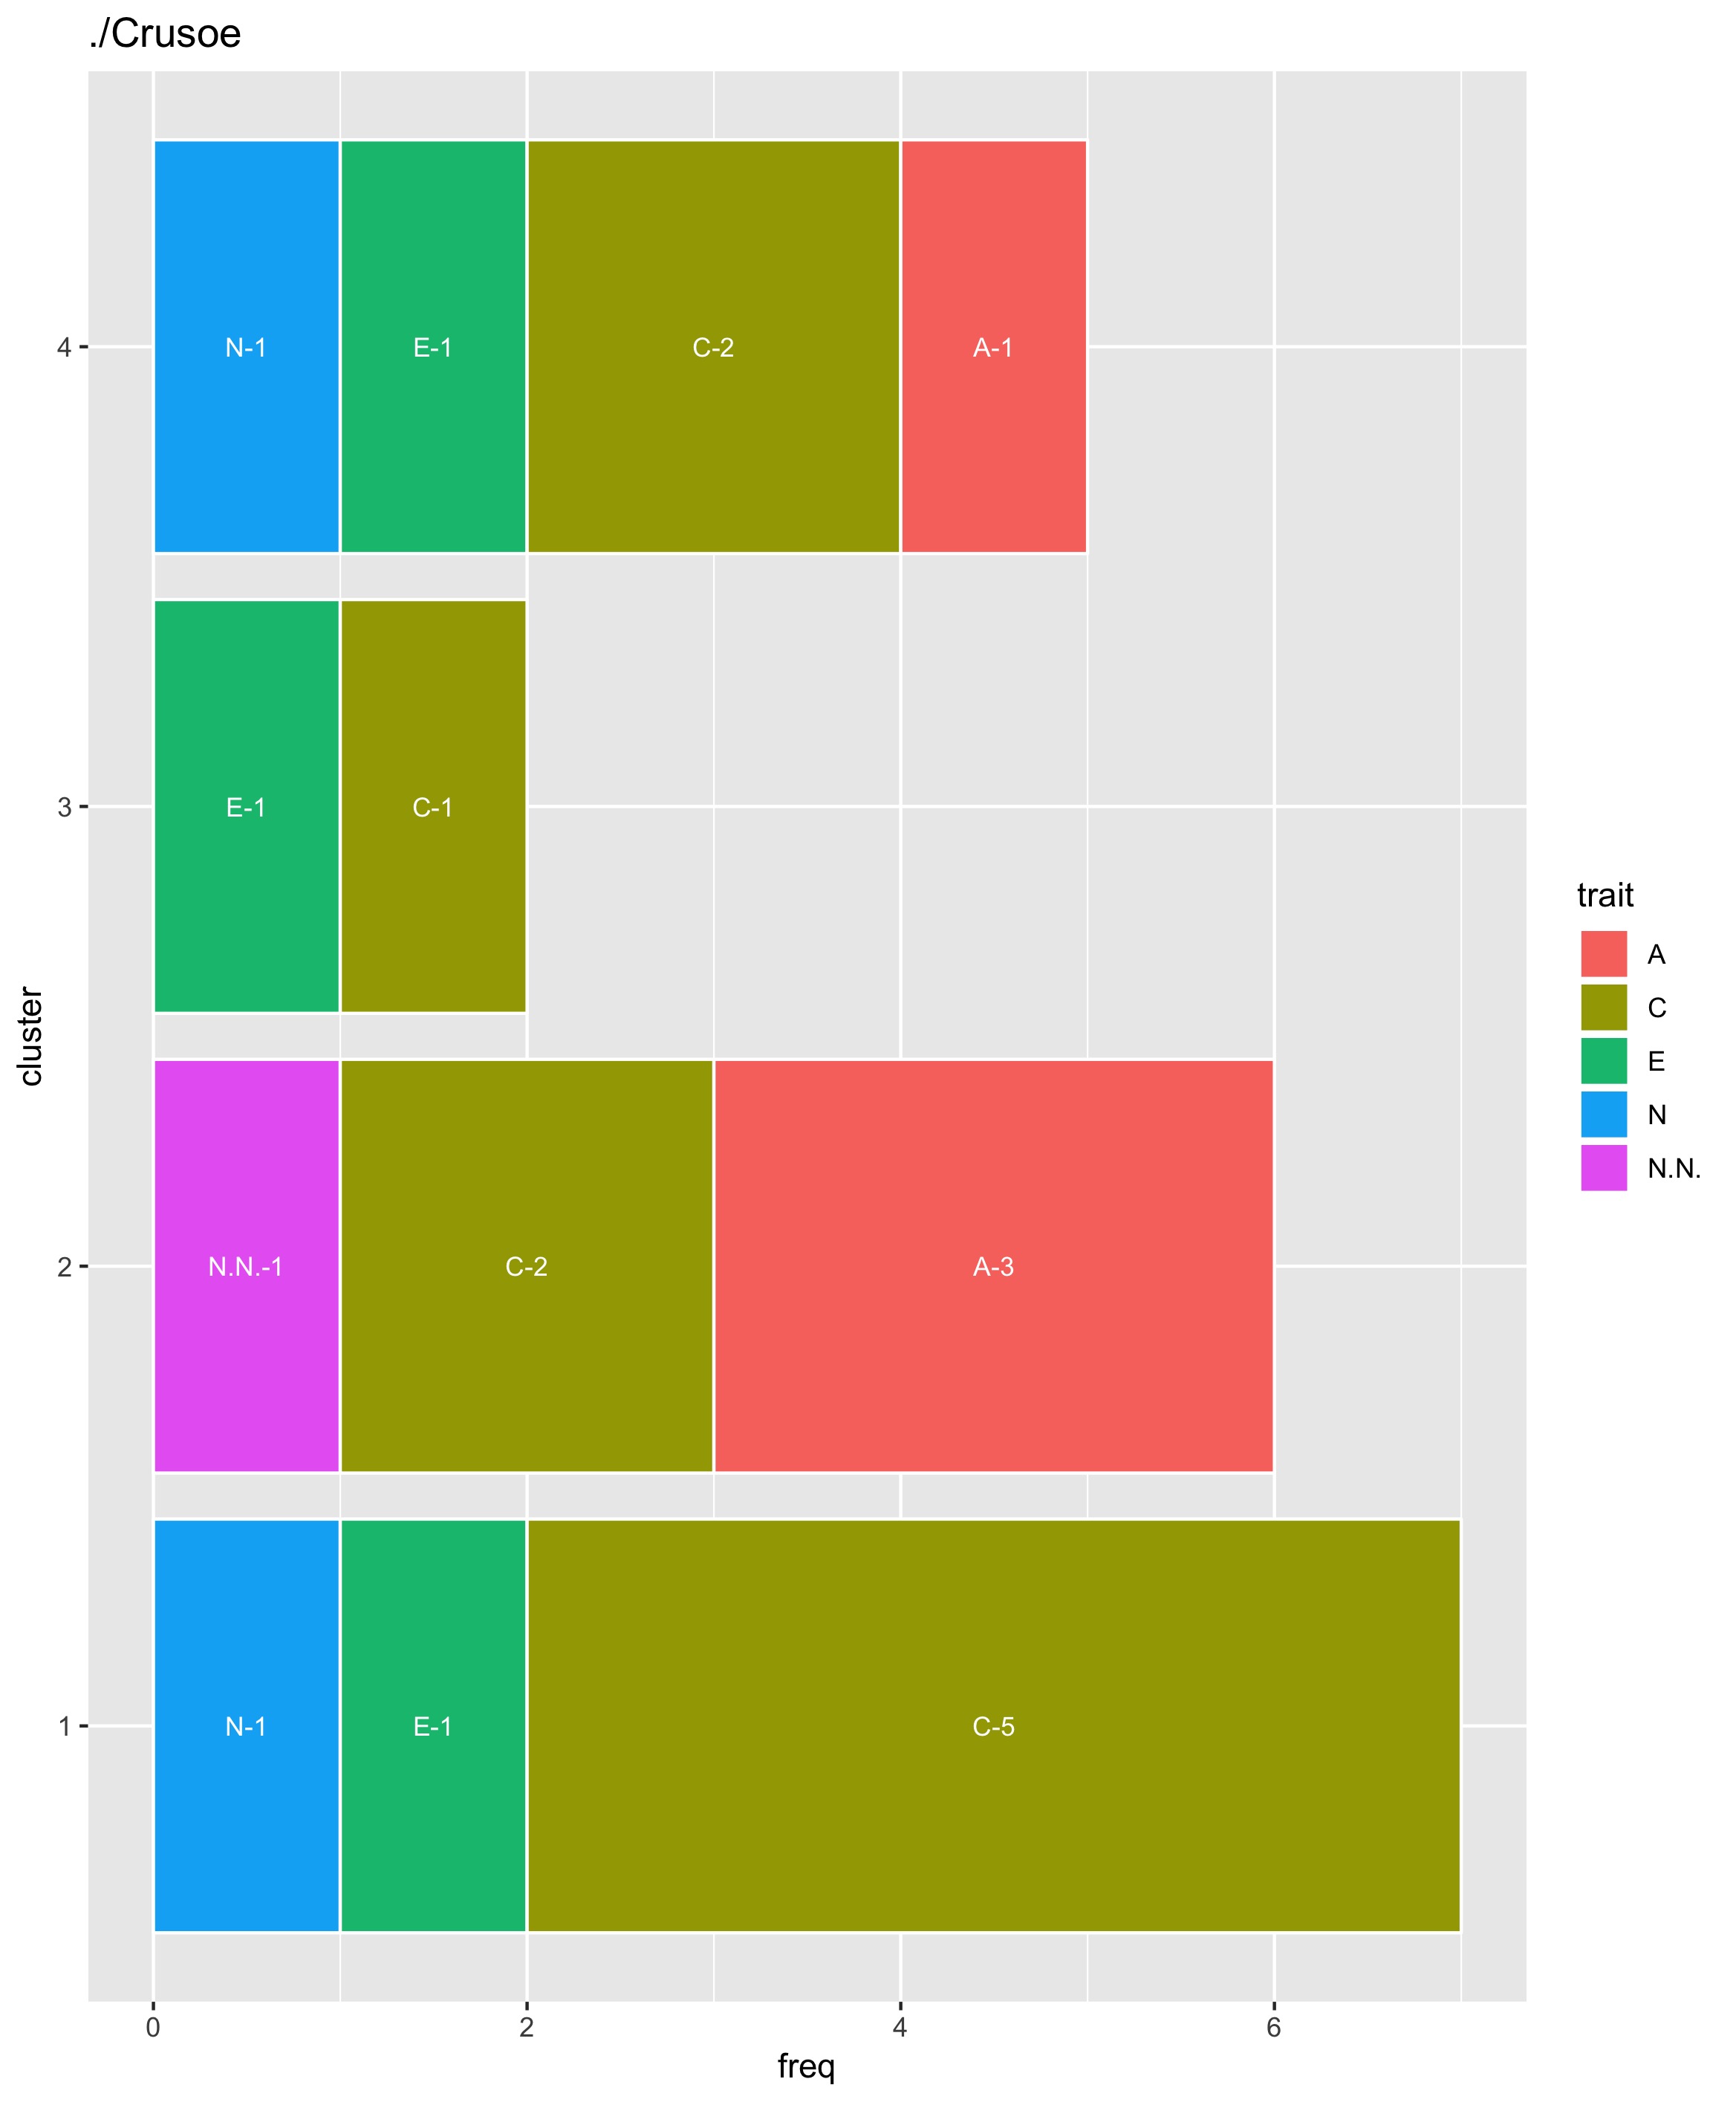 ./Crusoe
4
N-1
E-1
C-2
A-1
3
E-1
C-1
2
N.N.-1
C-2
A-3
1
N-1
E-1
C-5
0
2
4
6
freq
cluster
trait
A
C
E
N
N.N.